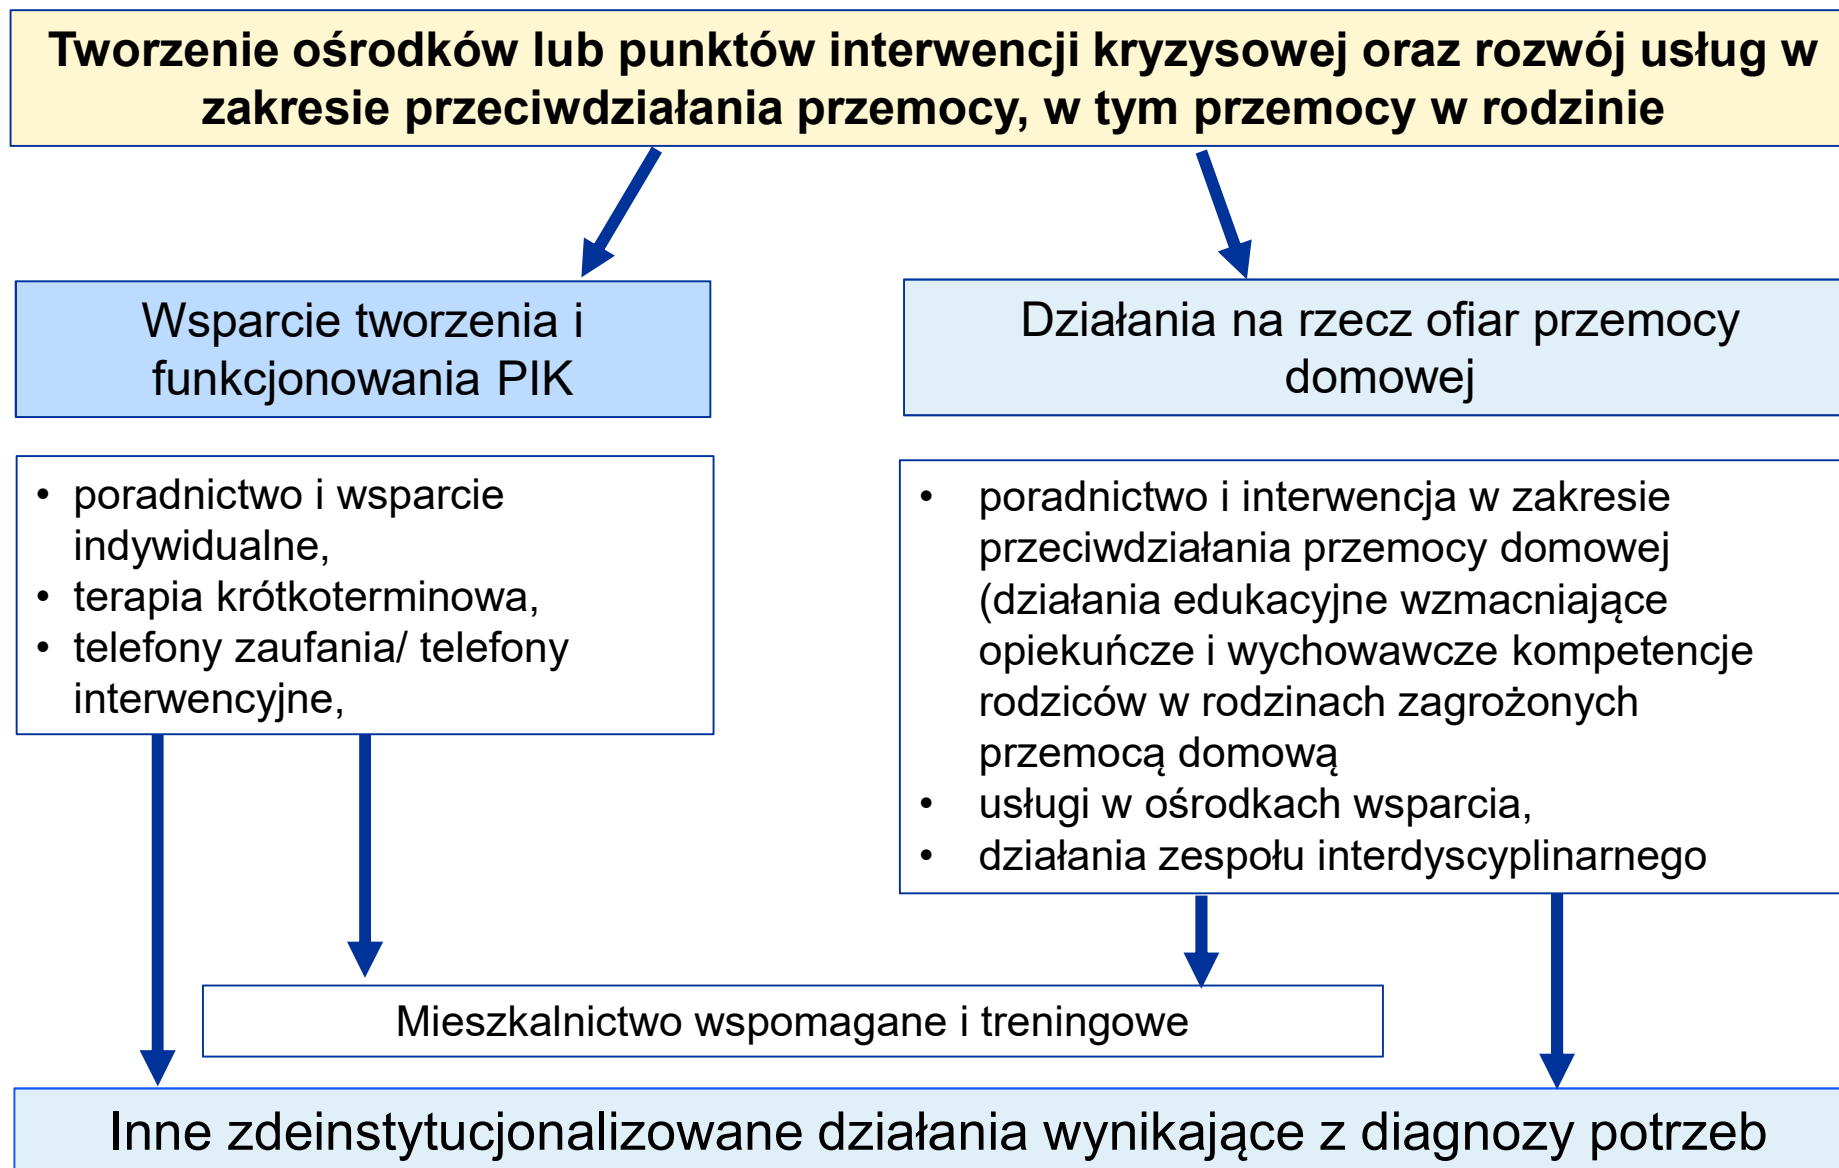 Tworzenie ośrodków lub punktów interwencji kryzysowej oraz rozwój usług w
zakresie przeciwdziałania przemocy, w tym przemocy w rodzinie
Wsparcie tworzenia i
funkcjonowania PIK
• poradnictwo i wsparcie
indywidualne,
• terapia krótkoterminowa,
• telefony zaufania/ telefony
interwencyjne,
Działania na rzecz ofiar przemocy
domowej
• poradnictwo i interwencja w zakresie
przeciwdziałania przemocy domowej
(działania edukacyjne wzmacniające
opiekuńcze i wychowawcze kompetencje
rodziców w rodzinach zagrożonych
przemocą domową
• usługi w ośrodkach wsparcia,
• działania zespołu interdyscyplinarnego
Mieszkalnictwo wspomagane i treningowe
Inne zdeinstytucjonalizowane działania wynikające z diagnozy potrzeb